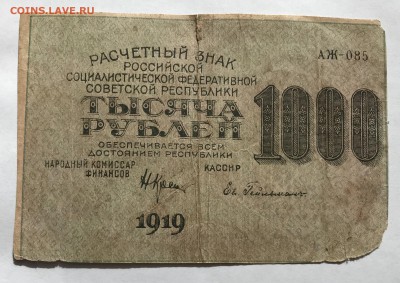 COINS.LAVE.RU
РАСЧЕТНЫЙ ЗНАК
РОССИЙСКОЙ
СОЦИАЛИСТИЧЕСКОЙ ФЕДЕРАТИВНОЙ
СОВЕТСКОЙ РЕСПУБЛИКИ
АЖ-085
ТЫСЯЧА
РУБЛЕЙ
1000
ОБЕСПЕЧИВАЕТСЯ ВСЕМ
ДОСТОЯНИЕМ РЕСПУБЛИКИ
НАРОДНЫЙ КОМИССАР
ФИНАНСОВ
КАССИР
1919